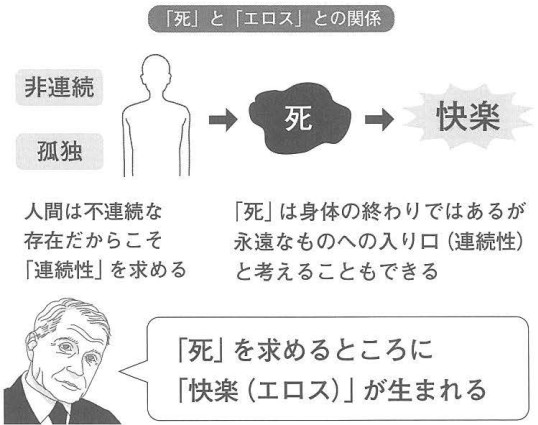 「死」と「エロス」との関係
非連続
孤独
死
快楽
人間は不連続な
存在だからこそ
「連続性」を求める
「死」は身体の終わりではあるが
永遠なものへの入り口（連続性）
と考えることもできる
「死」を求めるところに
「快楽（エロス）」が生まれる